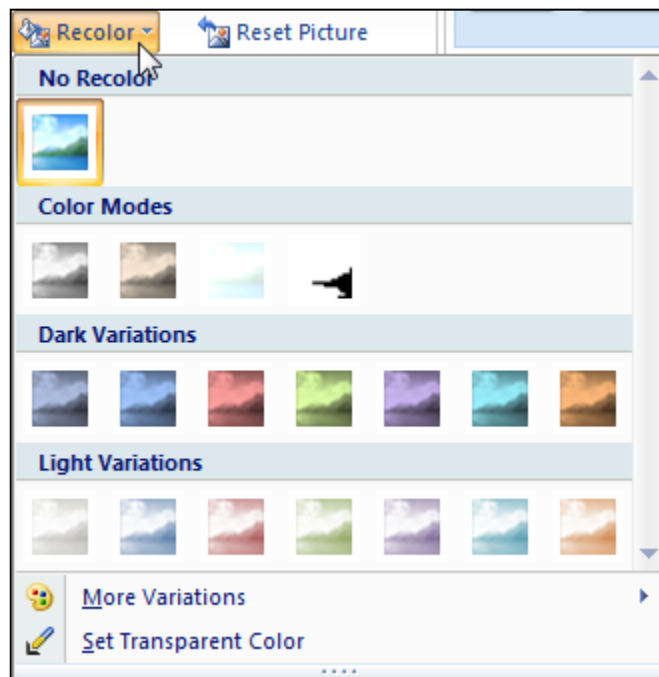 Recolor Reset Picture
No Recolor
Color Modes
Dark Variations
Light Variations
More Variations
Set Transparent Color